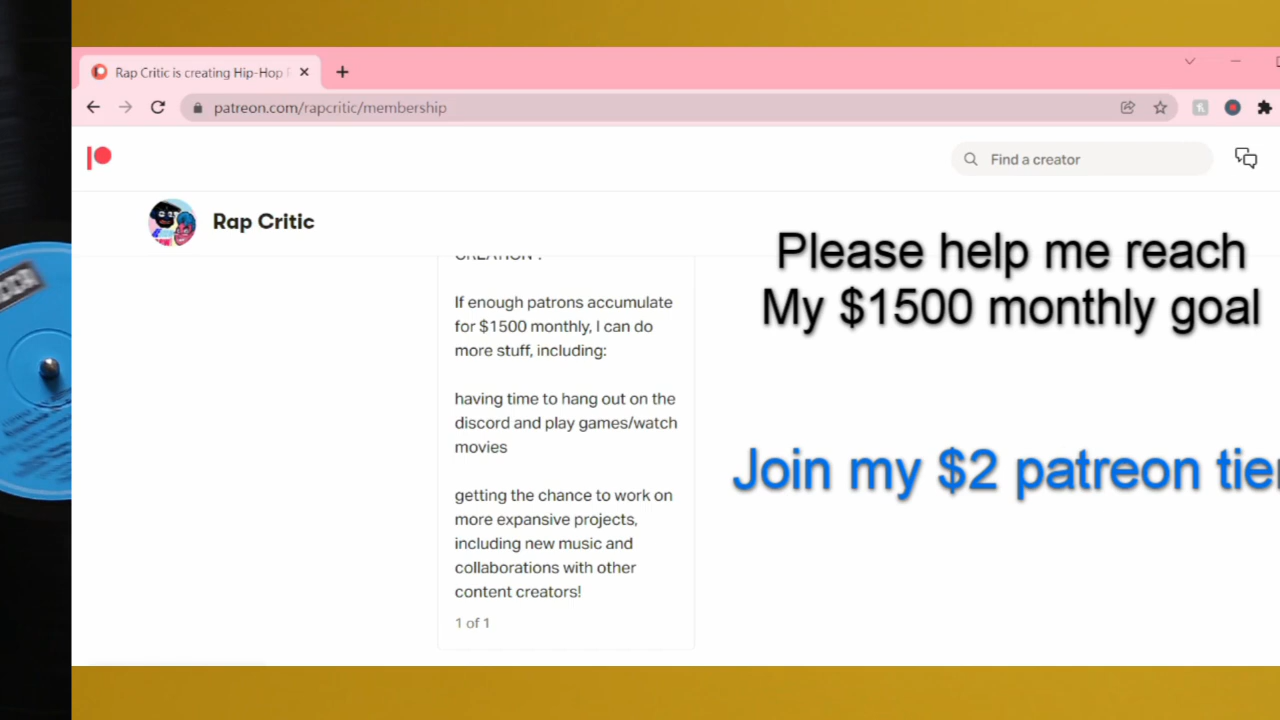 Rap Critic is creating Hip-Hop
patreon.com/rapcritic/membership
Find a creator
Rap Critic
Please help me reach
My $1500 monthly goal
Join my $2 patreon tier
CREATION .
If enough patrons accumulate
for $1500 monthly, I can do
more stuff, including:
having time to hang out on the
discord and play games/watch
movies
getting the chance to work on
more expansive projects,
including new music and
collaborations with other
content creators!
1 of 1